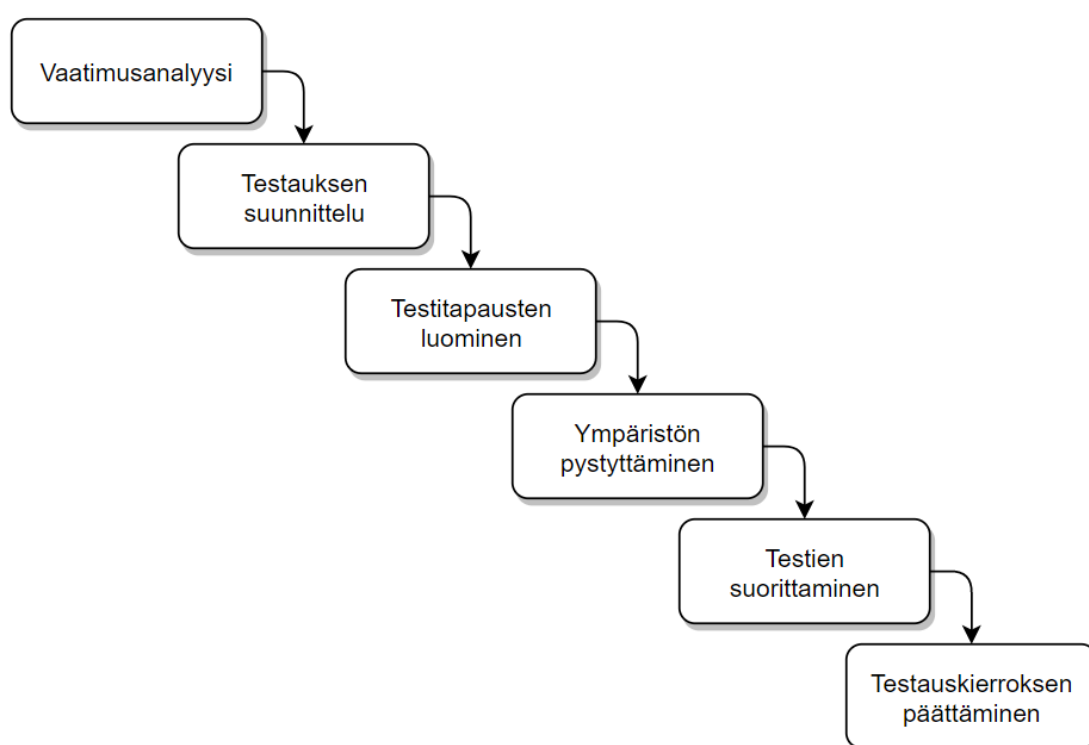 Vaatimusanalyysi
Testauksen
suunnittelu
Testitapausten
luominen
Ympäristön
pystyttäminen
Testien
suorittaminen
Testauskierroksen
päättäminen